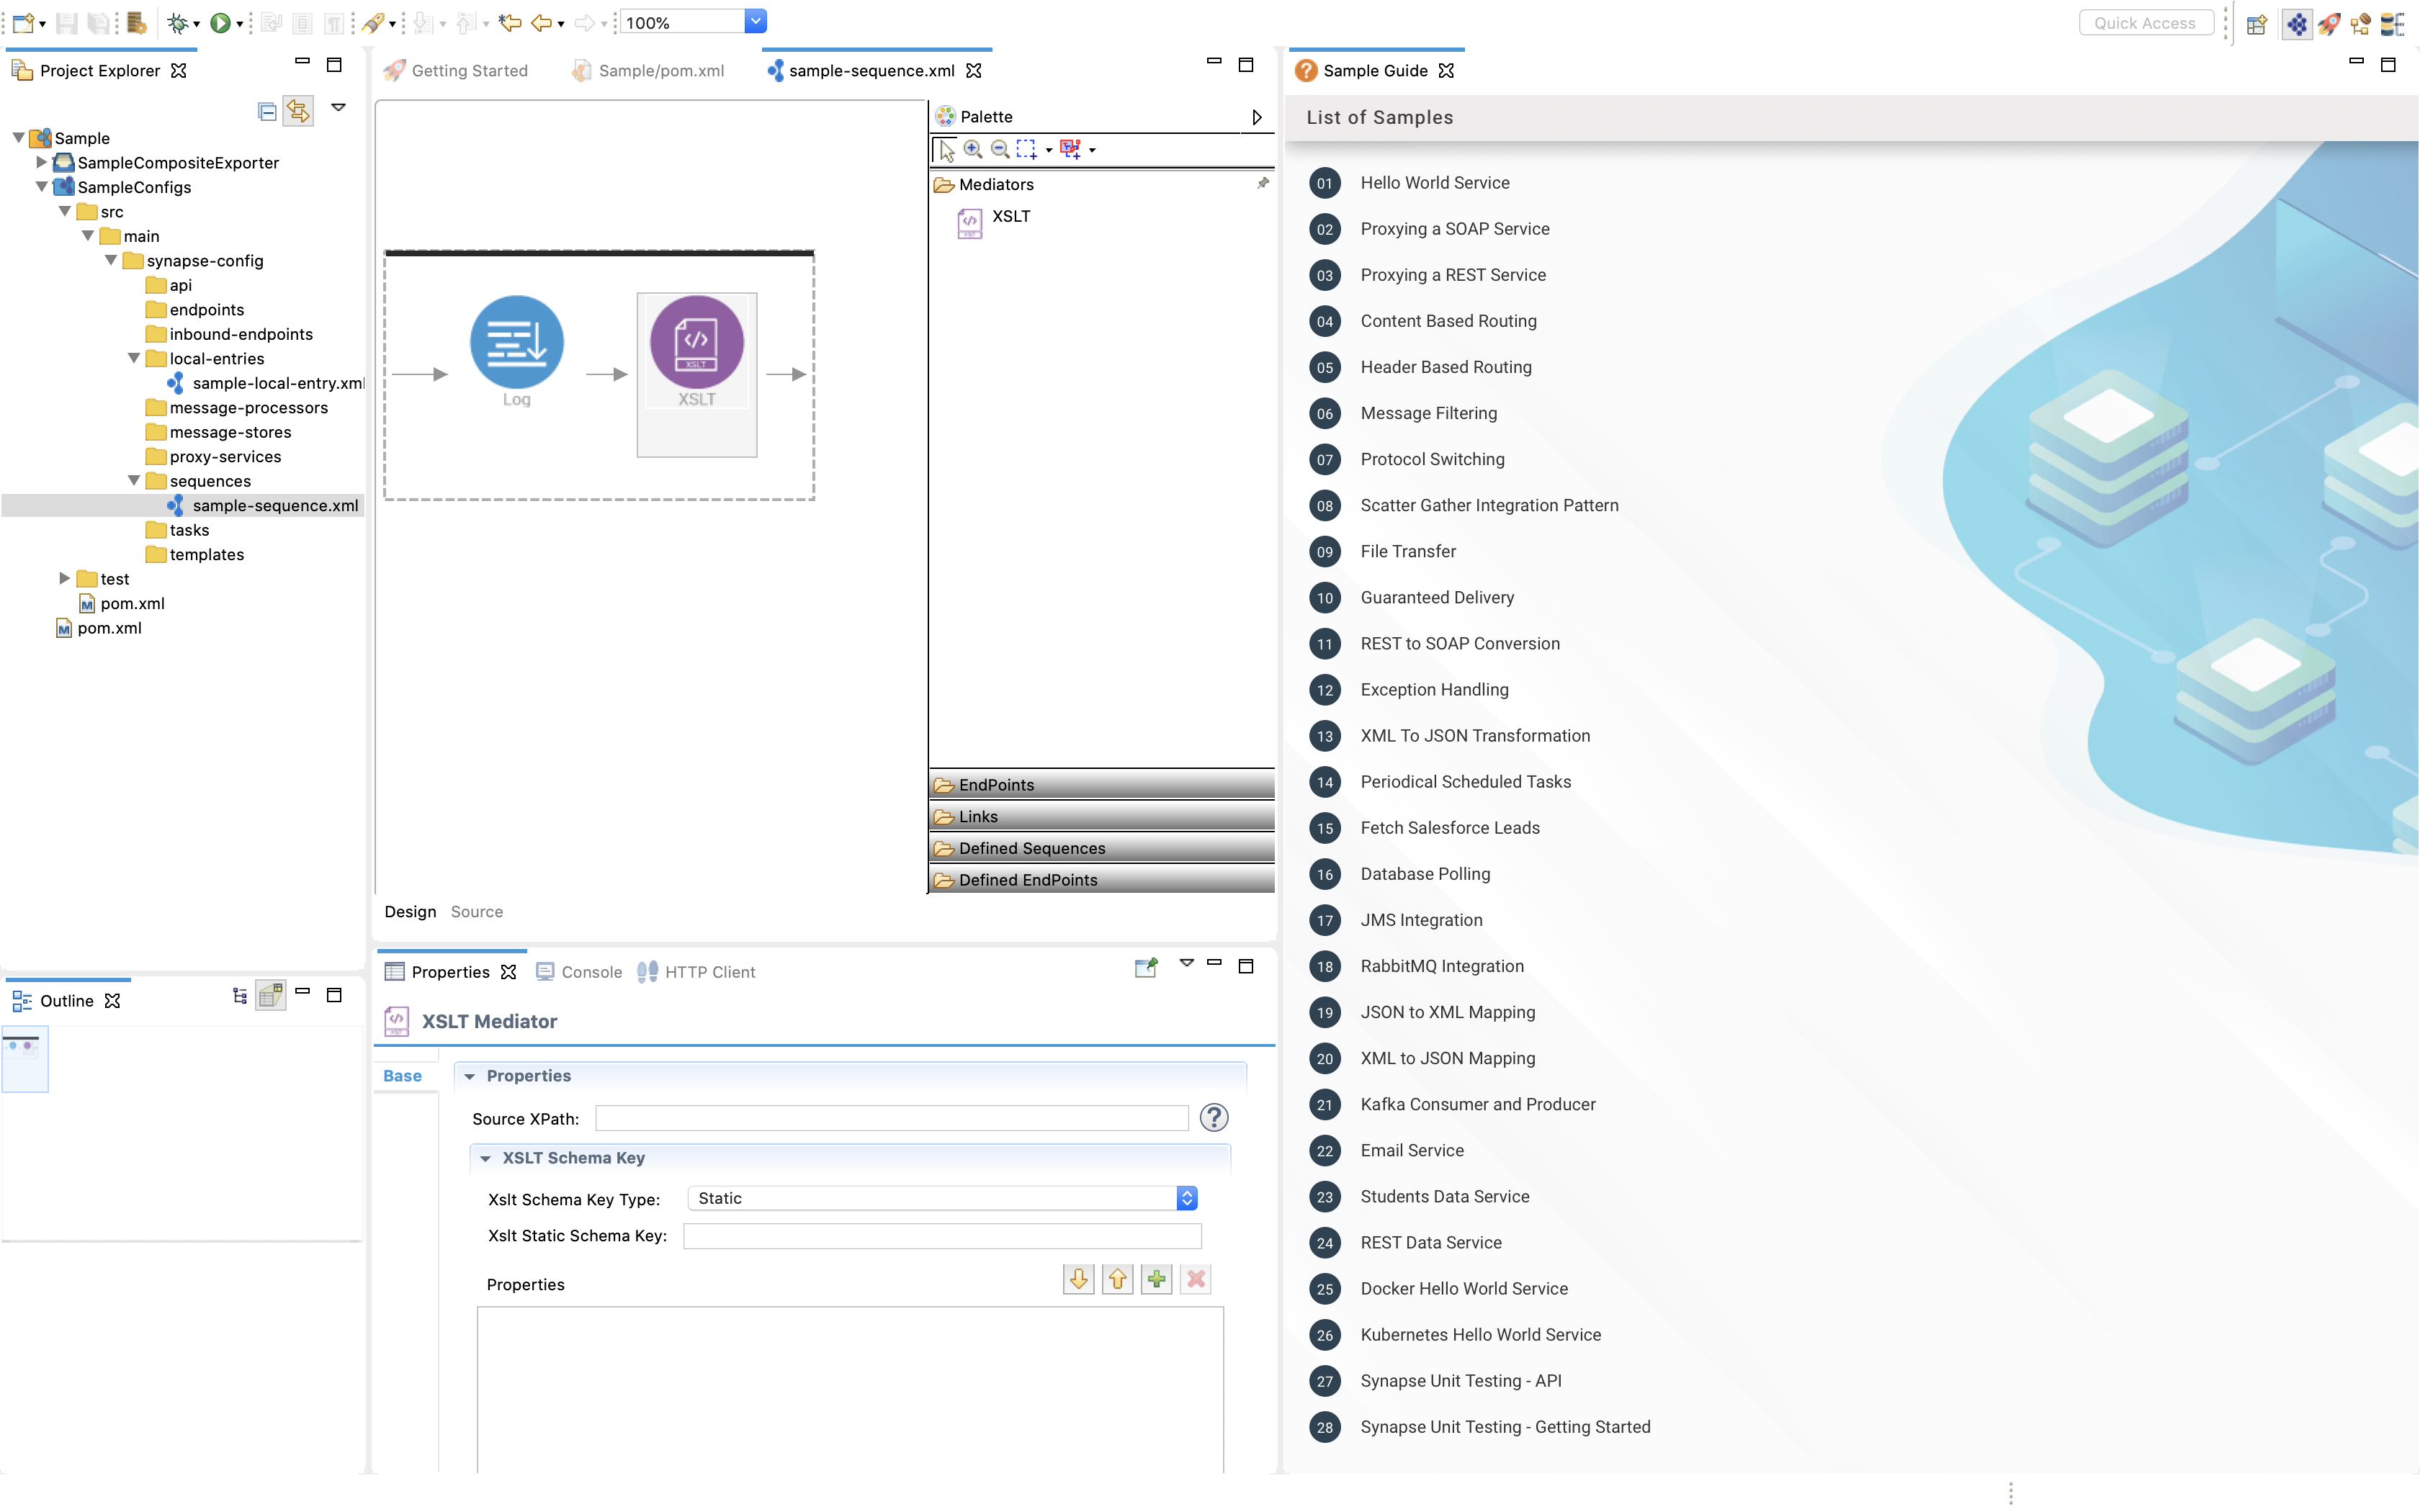 100%
Quick Access
Project Explorer
Sample
SampleCompositeExporter
SampleConfigs
src
main
synapse-config
api
endpoints
inbound-endpoints
local-entries
sample-local-entry.xml
message-processors
message-stores
proxy-services
sequences
sample-sequence.xml
tasks
templates
test
pom.xml
pom.xml
Outline
Getting Started
Sample/pom.xml
sample-sequence.xml
Log
XSLT
XSLT
Palette
Mediators
XSLT
EndPoints
Links
Defined Sequences
Defined EndPoints
Design Source
Properties
Console
HTTP Client
XSLT Mediator
Base
Properties
Source XPath:
?
XSLT Schema Key
Xslt Schema Key Type: Static
Xslt Static Schema Key:
Properties
Sample Guide
List of Samples
01 Hello World Service
02 Proxying a SOAP Service
03 Proxying a REST Service
04 Content Based Routing
05 Header Based Routing
06 Message Filtering
07 Protocol Switching
08 Scatter Gather Integration Pattern
09 File Transfer
10 Guaranteed Delivery
11 REST to SOAP Conversion
12 Exception Handling
13 XML To JSON Transformation
14 Periodical Scheduled Tasks
15 Fetch Salesforce Leads
16 Database Polling
17 JMS Integration
18 RabbitMQ Integration
19 JSON to XML Mapping
20 XML to JSON Mapping
21 Kafka Consumer and Producer
22 Email Service
23 Students Data Service
24 REST Data Service
25 Docker Hello World Service
26 Kubernetes Hello World Service
27 Synapse Unit Testing - API
28 Synapse Unit Testing - Getting Started